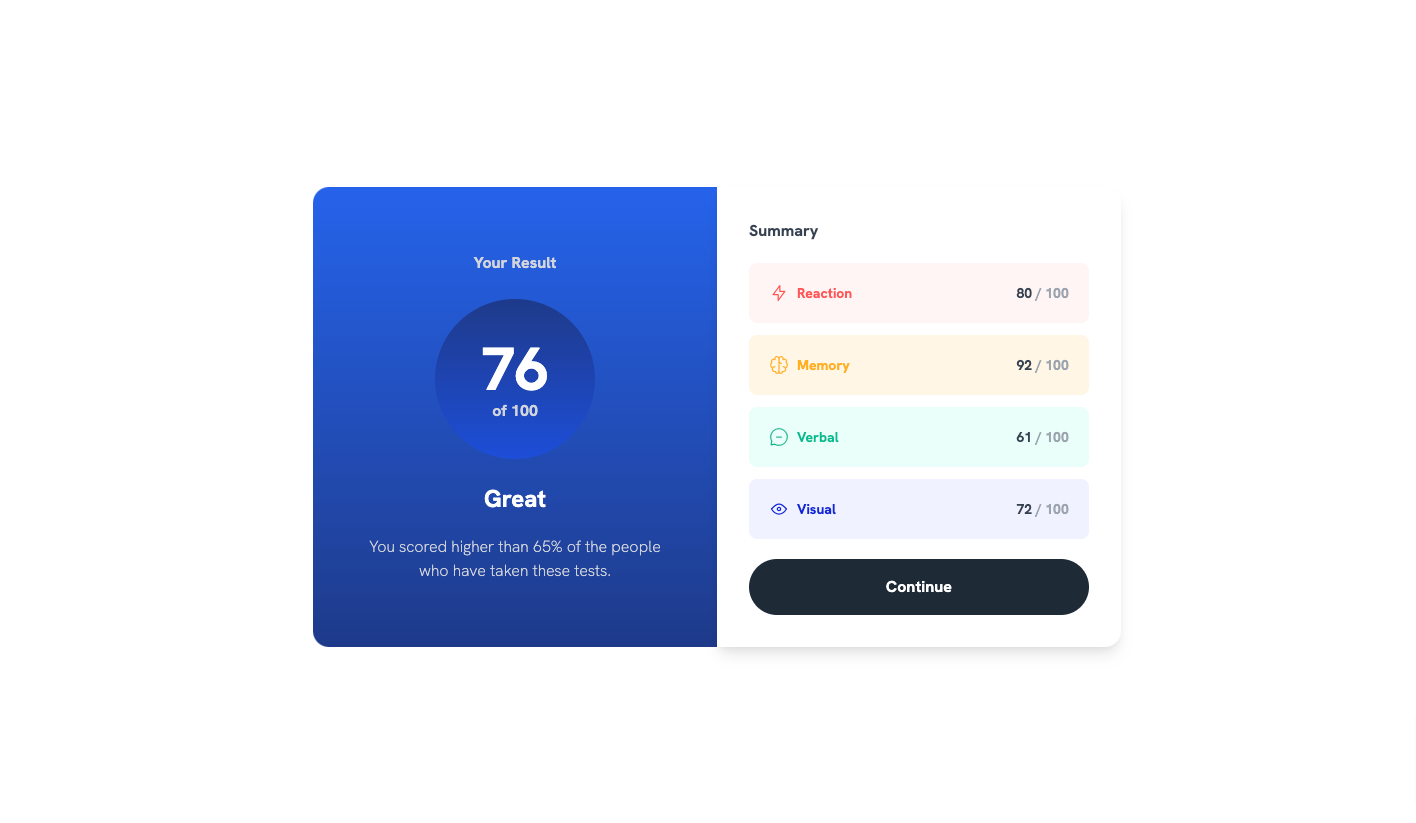 Your Result
76
of 100
Great
You scored higher than 65% of the people
who have taken these tests.
Summary
Reaction 80 / 100
Memory 92 / 100
Verbal 61 / 100
Visual 72 / 100
Continue